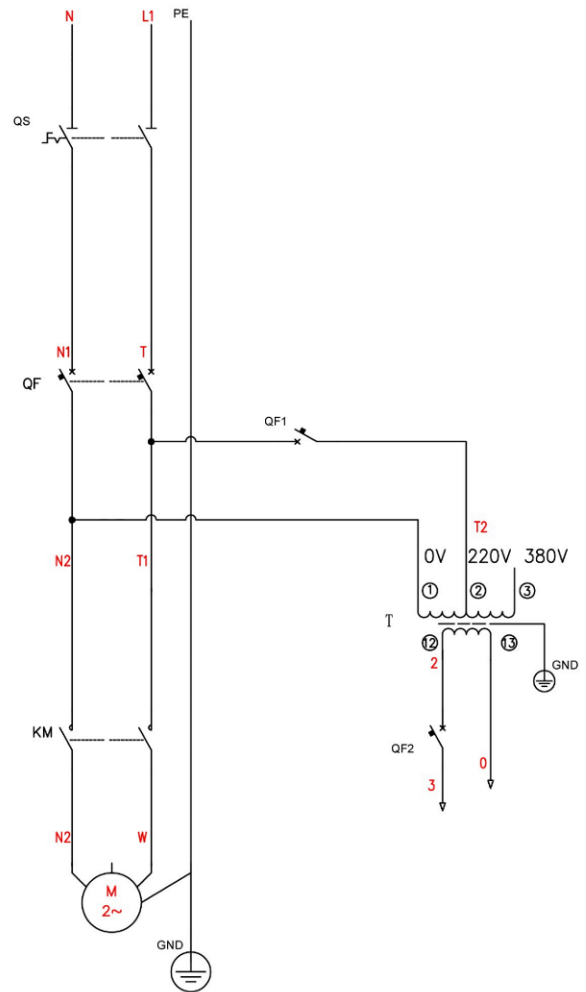 N L1 PE
QS
N1 T
QF
QF1
T2
N2 T1
0V 220V 380V
1 2 3
T
12 13
2
GND
KM
QF2
0
3
N2 W
M
2~
GND